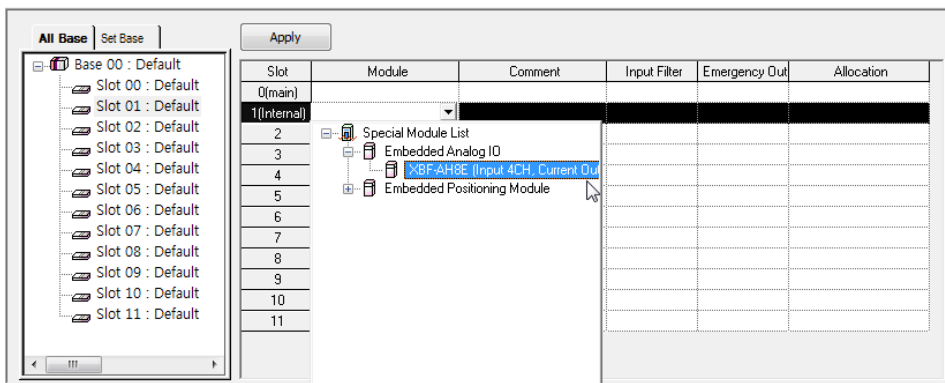 All Base Set Base
Apply
Base 00 : Default
Slot 00 : Default
Slot 01 : Default
Slot 02 : Default
Slot 03 : Default
Slot 04 : Default
Slot 05 : Default
Slot 06 : Default
Slot 07 : Default
Slot 08 : Default
Slot 09 : Default
Slot 10 : Default
Slot 11 : Default
Slot Module Comment Input Filter Emergency Out Allocation
0(main)
1(Internal)
2
3
4
5
6
7
8
9
10
11
Special Module List
Embedded Analog IO
XBF-AH8E (Input 4CH, Current Out
Embedded Positioning Module